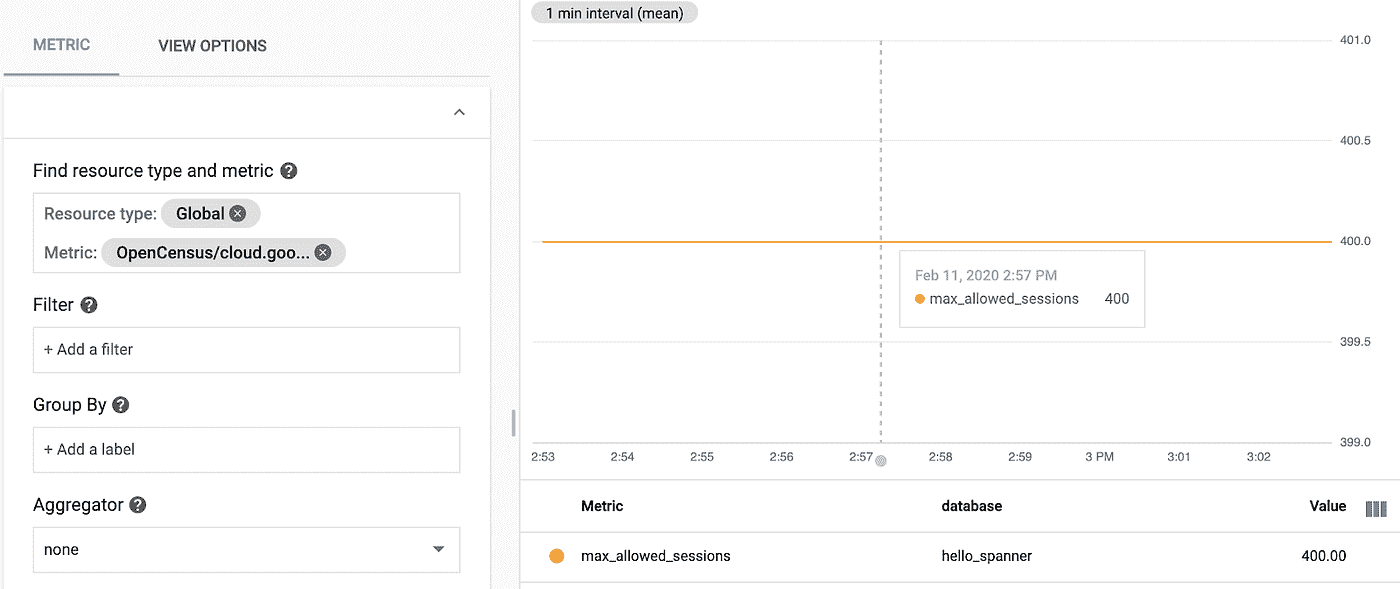 METRIC VIEW OPTIONS
Find resource type and metric ?
Resource type: Global
Metric: OpenCensus/cloud.goo...
Filter ?
+ Add a filter
Group By ?
+ Add a label
Aggregator ?
none
1 min interval (mean)
401.0
400.5
400.0
399.5
399.0
Feb 11, 2020 2:57 PM
max_allowed_sessions 400
2:53 2:54 2:55 2:56 2:57 2:58 2:59 3 PM 3:01 3:02
Metric database Value
max_allowed_sessions hello_spanner 400.00